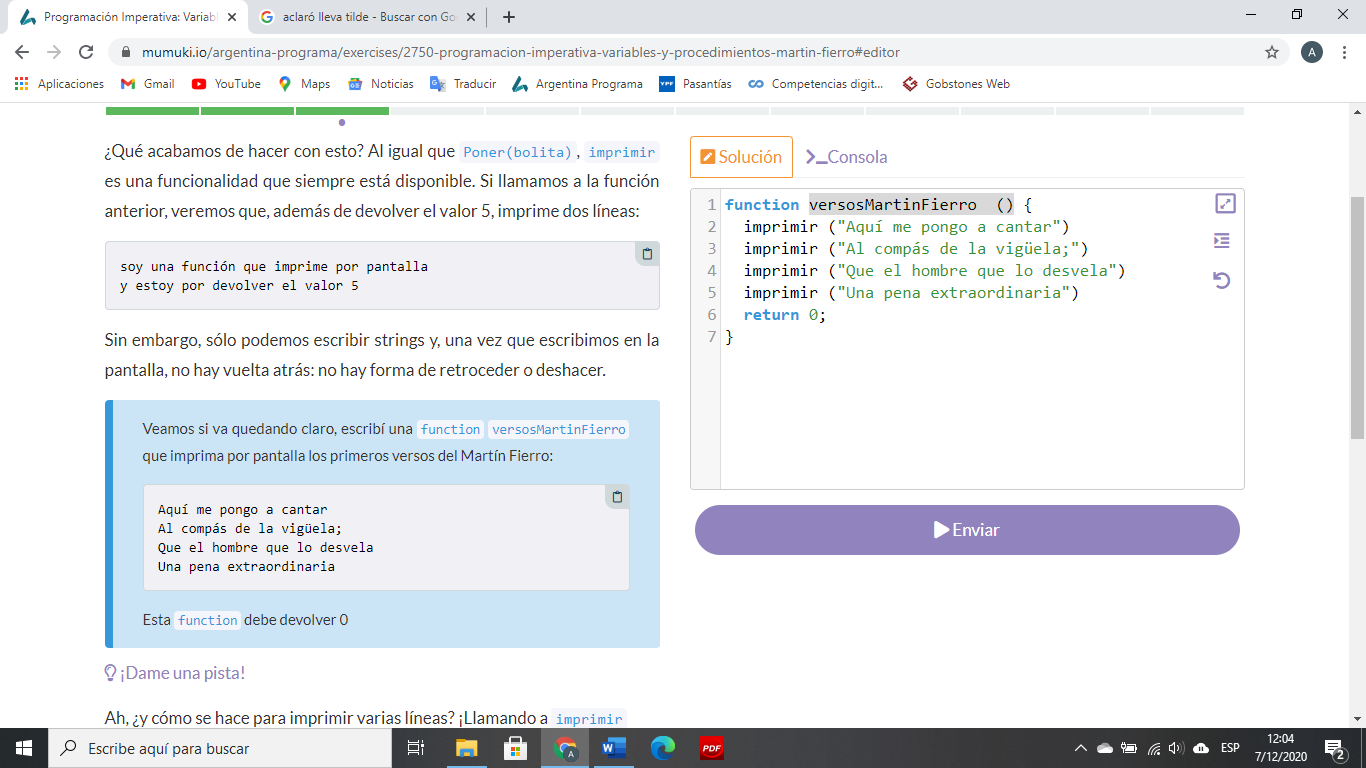 Programación Imperativa: Variabl
aclaró lleva tilde - Buscar con Go
mumuki.io/argentina-programa/exercises/2750-programacion-imperativa-variables-y-procedimientos-martin-fierro#editor
A
Aplicaciones
Gmail
YouTube
Maps
Noticias
Traducir
Argentina Programa
YPF
Pasantías
Competencias digit...
Gobstones Web
¿Qué acabamos de hacer con esto? Al igual que Poner(bolita), imprimir
es una funcionalidad que siempre está disponible. Si llamamos a la función
anterior, veremos que, además de devolver el valor 5, imprime dos líneas:
soy una función que imprime por pantalla
y estoy por devolver el valor 5
Sin embargo, sólo podemos escribir strings y, una vez que escribimos en la
pantalla, no hay vuelta atrás: no hay forma de retroceder o deshacer.
Veamos si va quedando claro, escribí una function versosMartinFierro
que imprima por pantalla los primeros versos del Martín Fierro:
Aquí me pongo a cantar
Al compás de la vigüela;
Que el hombre que lo desvela
Una pena extraordinaria
Esta function debe devolver 0
¡Dame una pista!
Ah, ¿y cómo se hace para imprimir varias líneas? ¡Llamando a imprimir
Solución
Consola
1 function versosMartinFierro  () {
2   imprimir ("Aquí me pongo a cantar")
3   imprimir ("Al compás de la vigüela;")
4   imprimir ("Que el hombre que lo desvela")
5   imprimir ("Una pena extraordinaria")
6   return 0;
7 }
Enviar
Escribe aquí para buscar
A
W
PDF
ESP
12:04
7/12/2020
2